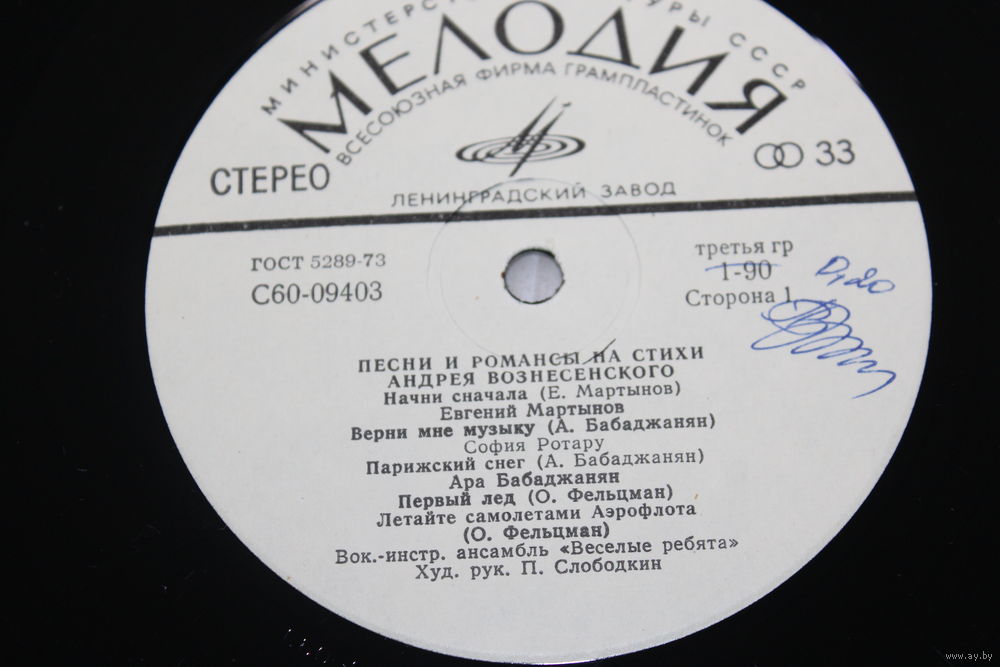 МИНИСТЕРСТВО КУЛЬТУРЫ СССР
МЕЛОДИЯ
ВСЕСОЮЗНАЯ ФИРМА ГРАМПЛАСТИНОК
СТЕРЕО
33
ЛЕНИНГРАДСКИЙ ЗАВОД
ГОСТ 5289-73
С60-09403
третья гр
1-90
Сторона 1
ПЕСНИ И РОМАНСЫ НА СТИХИ
АНДРЕЯ ВОЗНЕСЕНСКОГО
Начни сначала (Е. Мартынов)
Евгений Мартынов
Верни мне музыку (А. Бабаджанян)
София Ротару
Парижский снег (А. Бабаджанян)
Ара Бабаджанян
Первый лед (О. Фельцман)
Летайте самолетами Аэрофлота
(О. Фельцман)
Вок.-инстр. ансамбль «Веселые ребята»
Худ. рук. П. Слободкин
www.ay.by